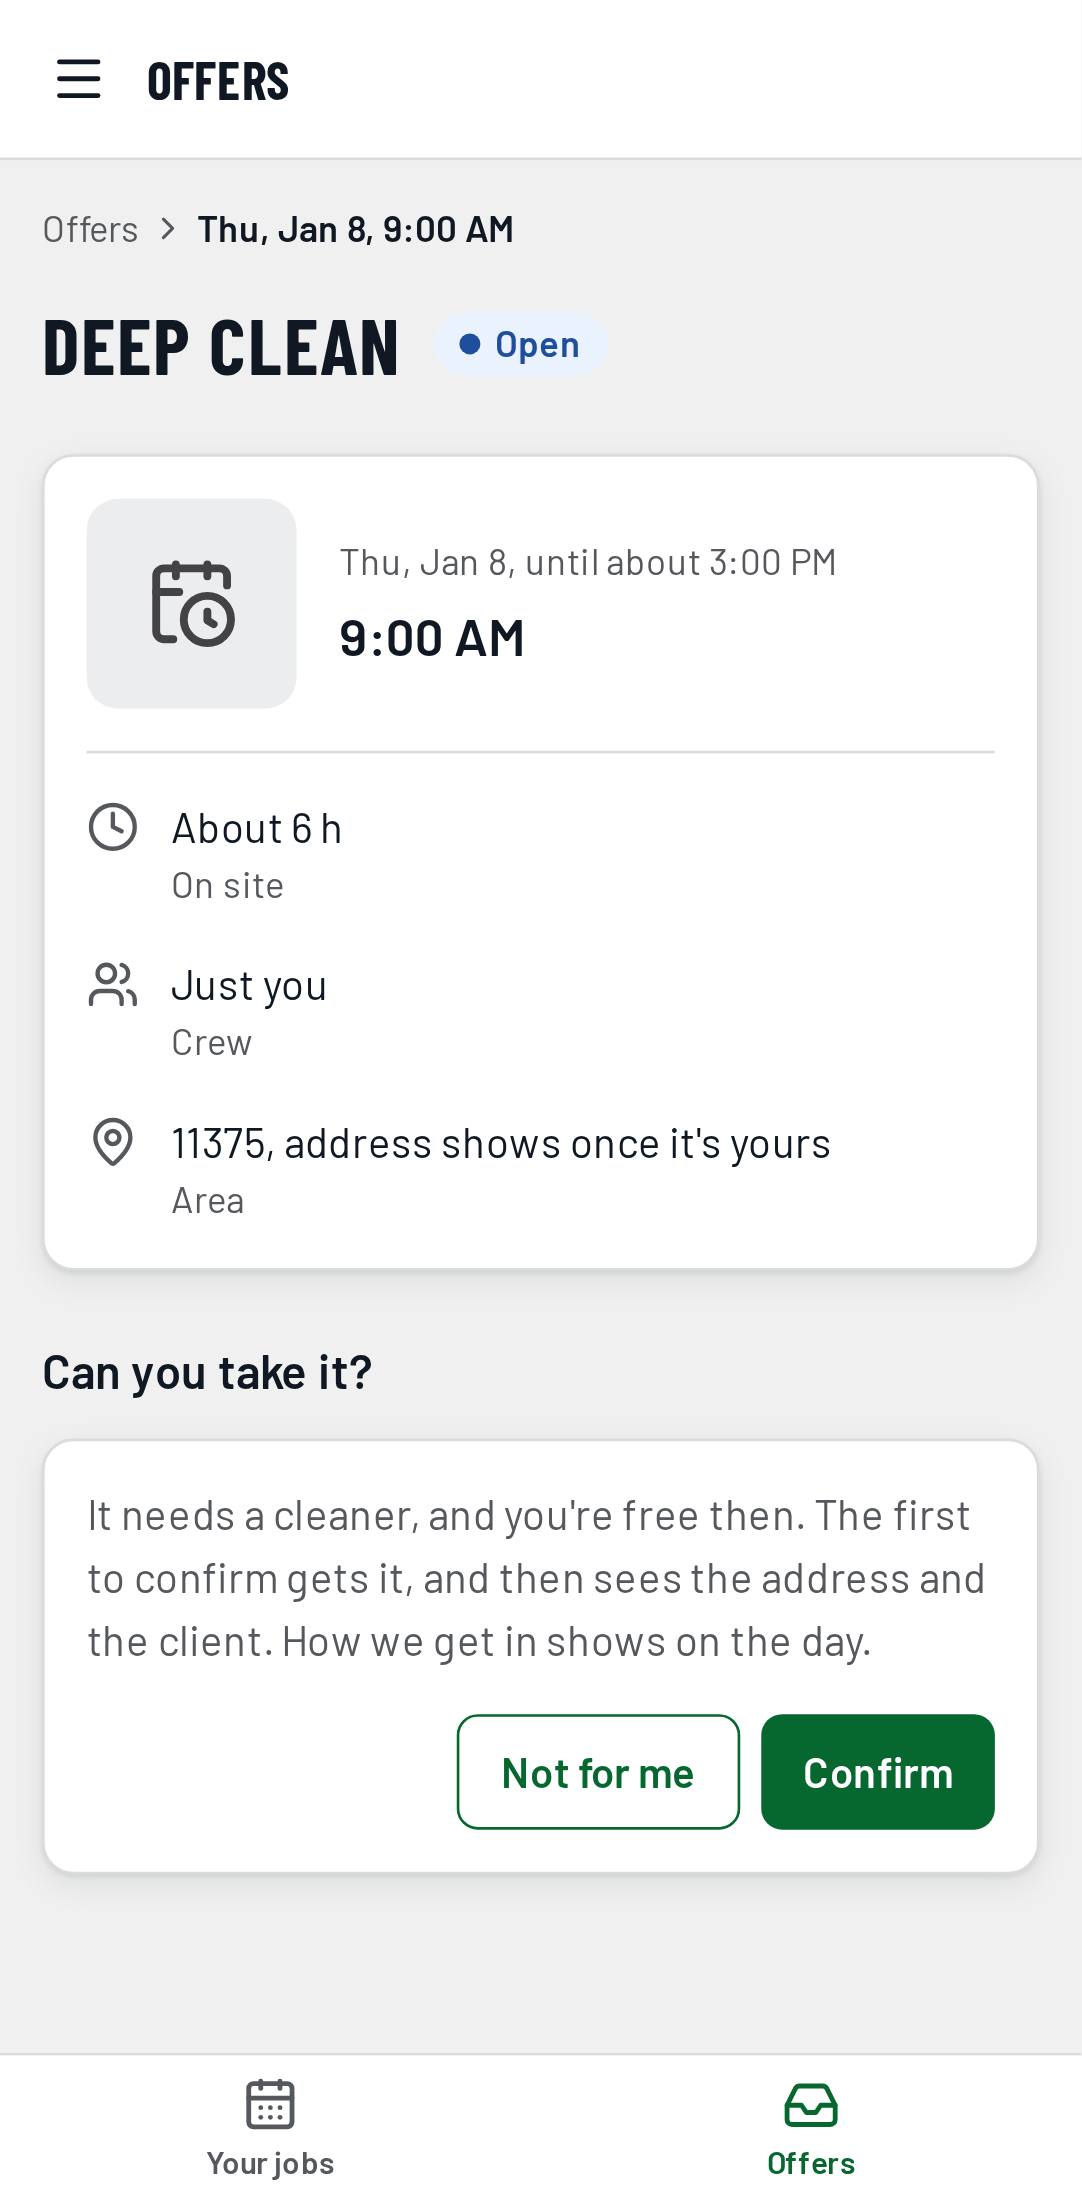 OFFERS
Offers > Thu, Jan 8, 9:00 AM
DEEP CLEAN
Open
Thu, Jan 8, until about 3:00 PM
9:00 AM
About 6 h
On site
Just you
Crew
11375, address shows once it's yours
Area
Can you take it?
It needs a cleaner, and you're free then. The first
to confirm gets it, and then sees the address and
the client. How we get in shows on the day.
Not for me
Confirm
Your jobs
Offers